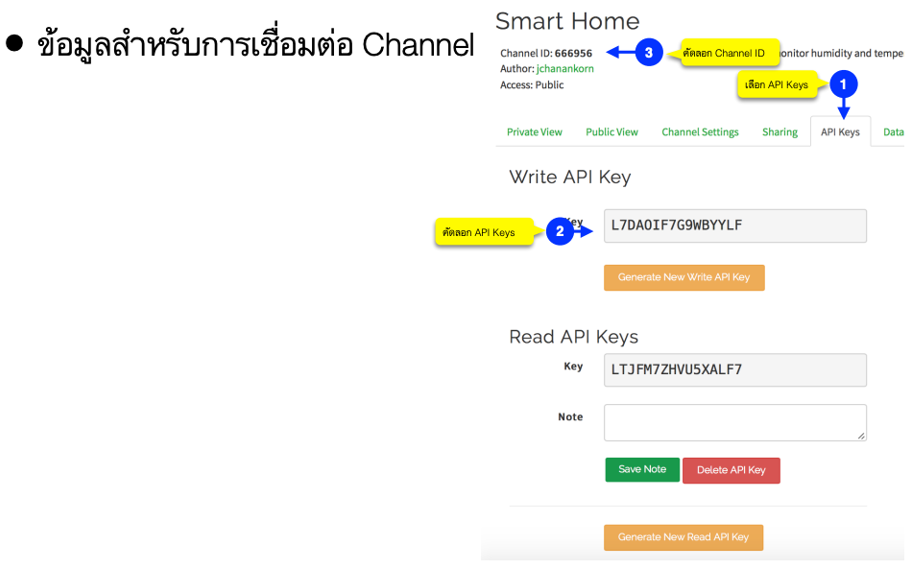 ● ข้อมูลสำหรับการเชื่อมต่อ Channel
Smart Home
Channel ID: 666956
3
คัดลอก Channel ID
onitor humidity and tempe
Author: jchanankorn
Access: Public
เลือก API Keys
1
Private View Public View Channel Settings Sharing API Keys Data
Write API Key
คัดลอก API Keys
2
ey
L7DAOIF7G9WBYYLF
Generate New Write API Key
Read API Keys
Key
LTJFM7ZHVU5XALF7
Note
Save Note
Delete API Key
Generate New Read API Key